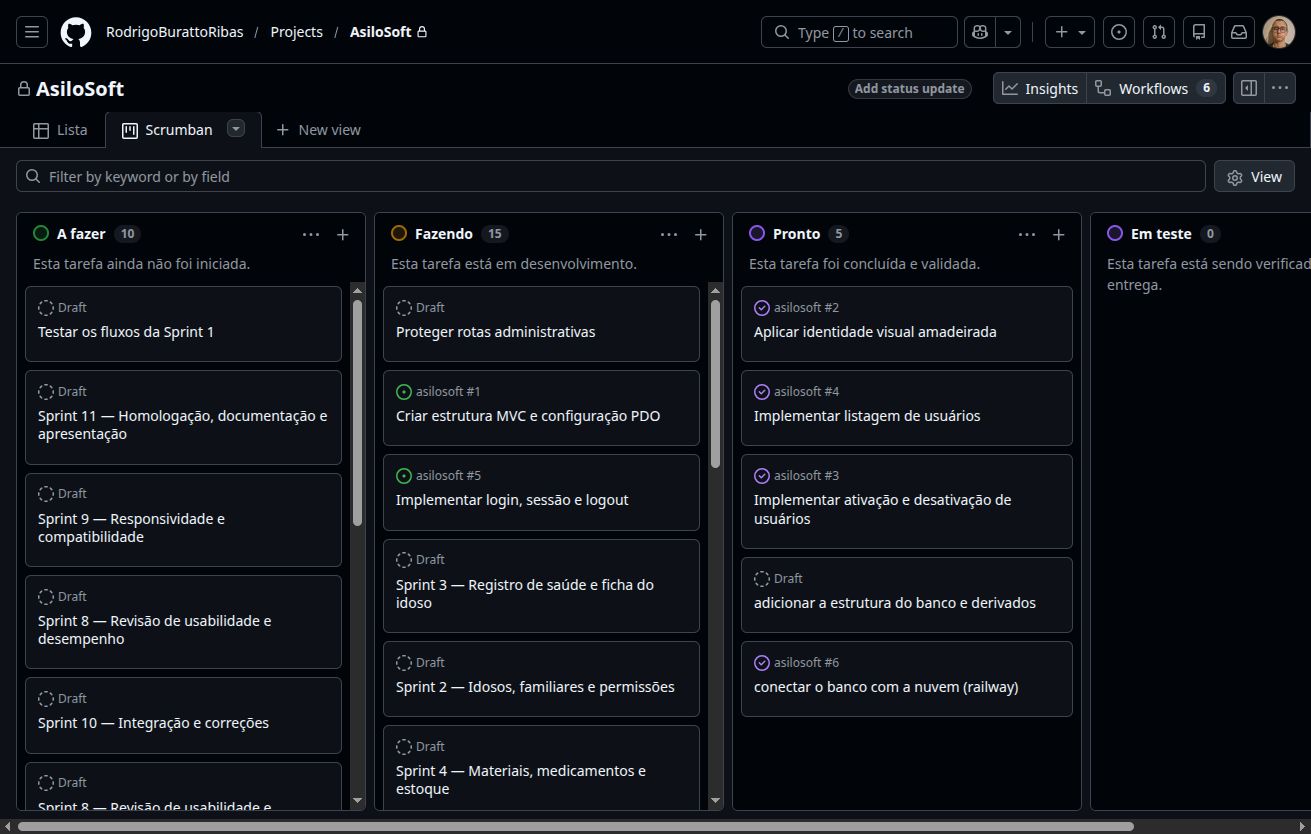 RodrigoBurattoRibas / Projects / AsiloSoft
Type / to search
AsiloSoft
Add status update
Insights
Workflows 6
Lista
Scrumban
New view
Filter by keyword or by field
View
A fazer 10
Esta tarefa ainda não foi iniciada.
Draft
Testar os fluxos da Sprint 1
Draft
Sprint 11 — Homologação, documentação e
apresentação
Draft
Sprint 9 — Responsividade e
compatibilidade
Draft
Sprint 8 — Revisão de usabilidade e
desempenho
Draft
Sprint 10 — Integração e correções
Draft
Sprint 8 — Revisão de usabilidade e
Fazendo 15
Esta tarefa está em desenvolvimento.
Draft
Proteger rotas administrativas
asilosoft #1
Criar estrutura MVC e configuração PDO
asilosoft #5
Implementar login, sessão e logout
Draft
Sprint 3 — Registro de saúde e ficha do
idoso
Draft
Sprint 2 — Idosos, familiares e permissões
Draft
Sprint 4 — Materiais, medicamentos e
estoque
Pronto 5
Esta tarefa foi concluída e validada.
asilosoft #2
Aplicar identidade visual amadeirada
asilosoft #4
Implementar listagem de usuários
asilosoft #3
Implementar ativação e desativação de
usuários
Draft
adicionar a estrutura do banco e derivados
asilosoft #6
conectar o banco com a nuvem (railway)
Em teste 0
Esta tarefa está sendo verificad
entrega.